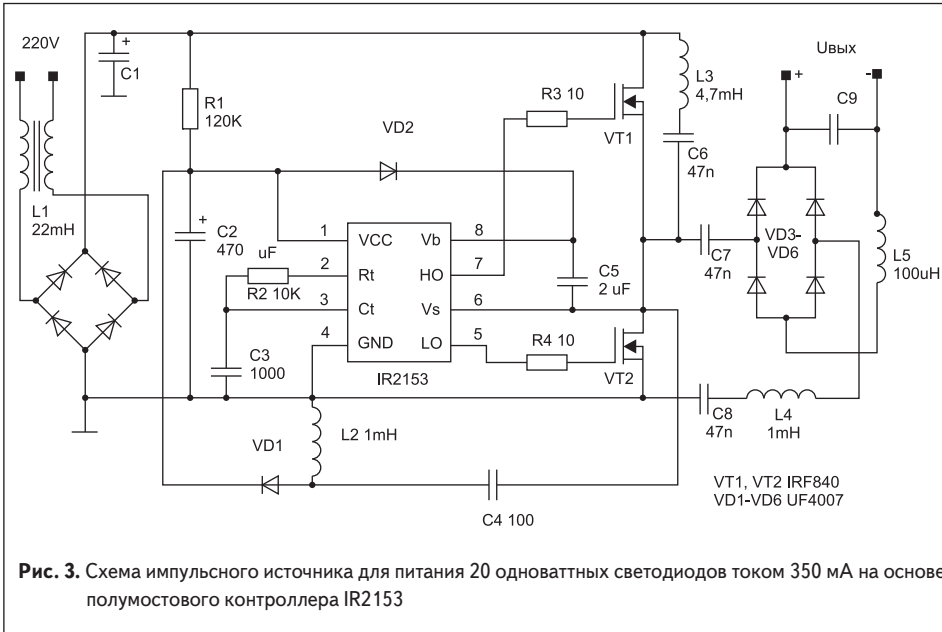 220V
C1
+
R1
120K
VD2
R3 10
VT1
L3
4,7mH
C6
47n
Uвых
+
-
C9
L1
22mH
C2
470
+
uF
R2 10K
C3
1000
1
VCC
Vb
8
2
Rt
HO
7
3
Ct
Vs
6
4
GND
LO
5
IR2153
C5
2 uF
R4 10
VT2
C7
47n
VD3-
VD6
L5
100uH
VD1
L2 1mH
C4 100
C8
47n
L4
1mH
VT1, VT2 IRF840
VD1-VD6 UF4007
Рис. 3. Схема импульсного источника для питания 20 одноваттных светодиодов током 350 мА на основе
полумостового контроллера IR2153